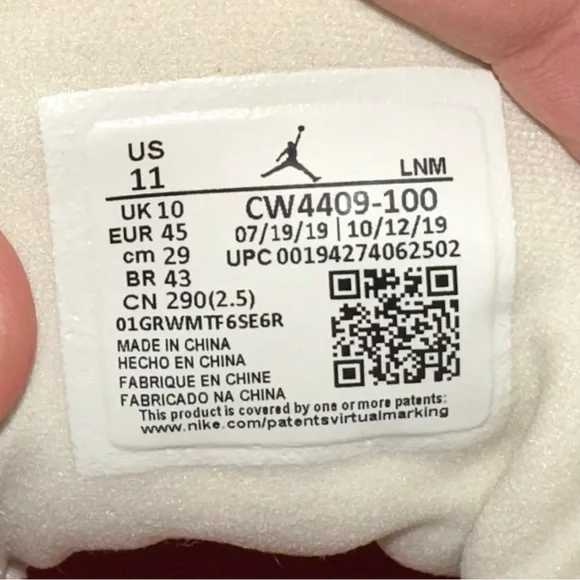 US
11
LNM
UK 10
CW4409-100
EUR 45
07/19/19 | 10/12/19
cm 29
UPC 00194274062502
BR 43
CN 290(2.5)
01GRWMTF6SE6R
MADE IN CHINA
HECHO EN CHINA
FABRIQUE EN CHINE
FABRICADO NA CHINA
This product is covered by one or more patents:
www.nike.com/patentsvirtualmarking